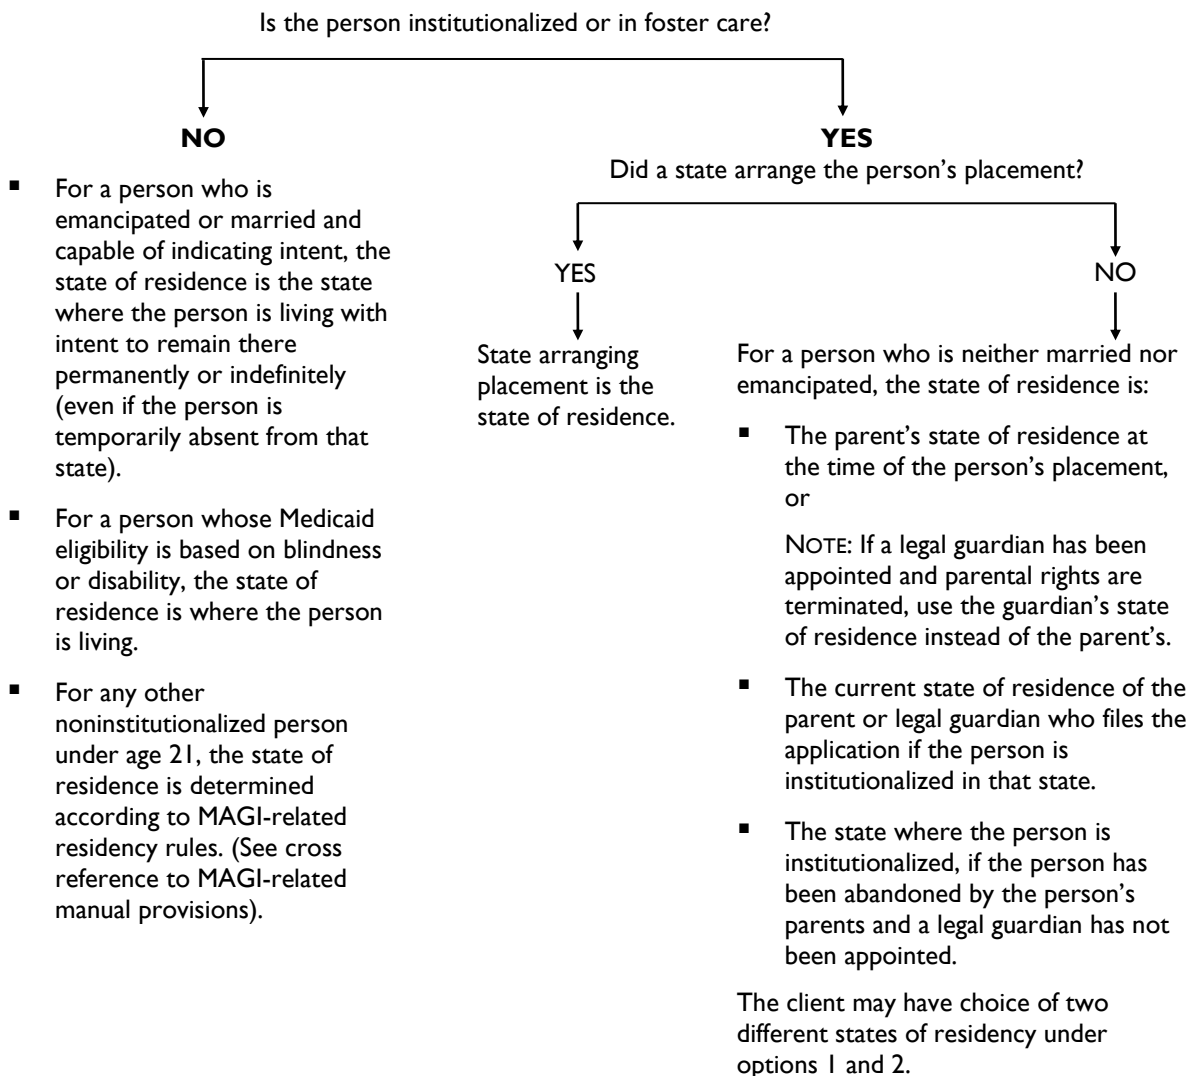 Is the person institutionalized or in foster care?
NO
▪ For a person who is
emancipated or married and
capable of indicating intent, the
state of residence is the state
where the person is living with
intent to remain there
permanently or indefinitely
(even if the person is
temporarily absent from that
state).
▪ For a person whose Medicaid
eligibility is based on blindness
or disability, the state of
residence is where the person
is living.
▪ For any other
noninstitutionalized person
under age 21, the state of
residence is determined
according to MAGI-related
residency rules. (See cross
reference to MAGI-related
manual provisions).
YES
Did a state arrange the person’s placement?
YES
State arranging
placement is the
state of residence.
NO
For a person who is neither married nor
emancipated, the state of residence is:
▪ The parent’s state of residence at
the time of the person’s placement,
or
NOTE: If a legal guardian has been
appointed and parental rights are
terminated, use the guardian’s state
of residence instead of the parent’s.
▪ The current state of residence of the
parent or legal guardian who files the
application if the person is
institutionalized in that state.
▪ The state where the person is
institutionalized, if the person has
been abandoned by the person’s
parents and a legal guardian has not
been appointed.
The client may have choice of two
different states of residency under
options 1 and 2.